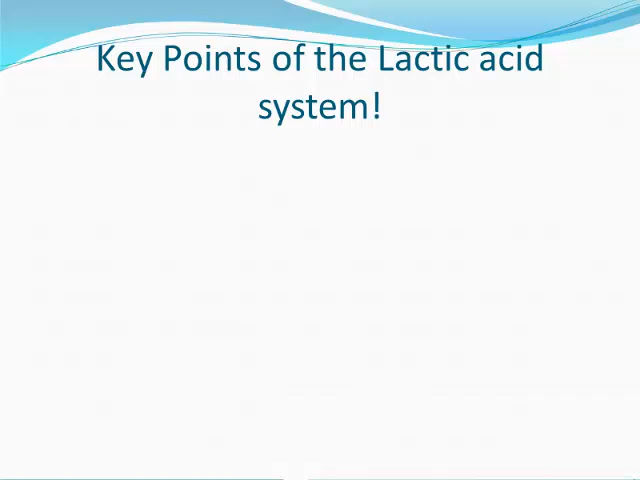 Key Points of the Lactic acid
system!